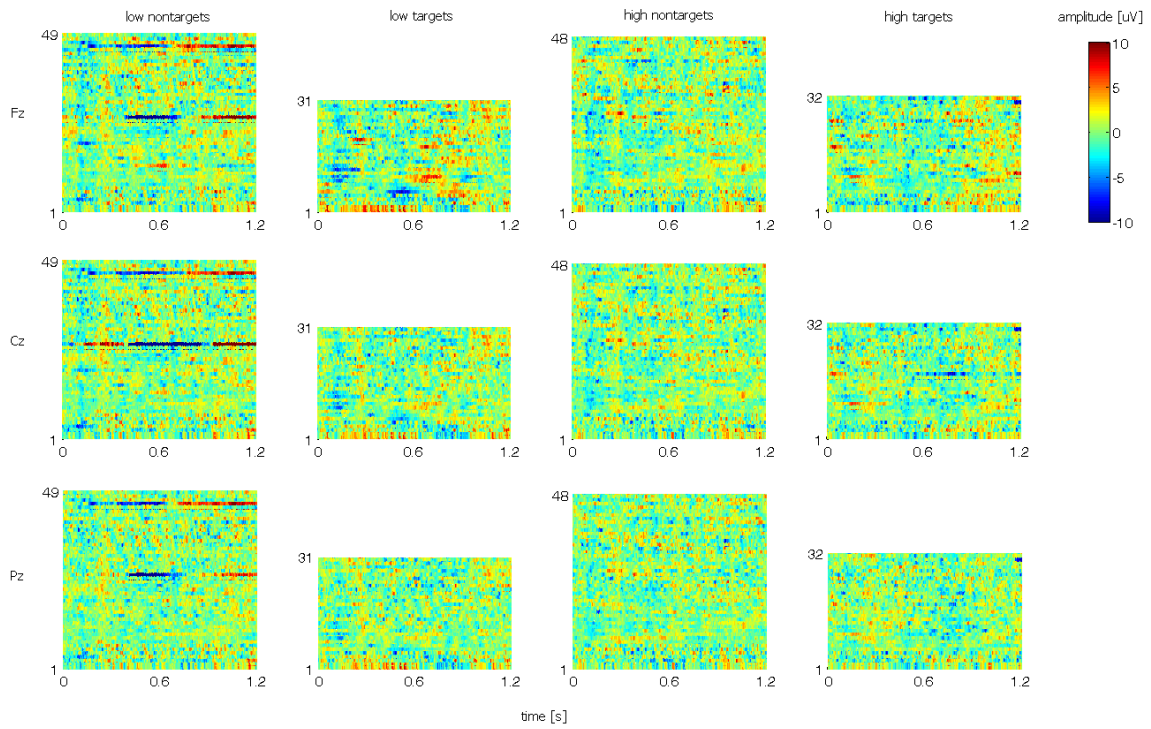 low nontargets low targets high nontargets high targets amplitude [uV]
49 48 10
31 32 5
Fz 0
-5
1 1 1 1 -10
0 0.6 1.2 0 0.6 1.2 0 0.6 1.2 0 0.6 1.2
49 48
31 32
Cz
1 1 1 1
0 0.6 1.2 0 0.6 1.2 0 0.6 1.2 0 0.6 1.2
49 48
31 32
Pz
1 1 1 1
0 0.6 1.2 0 0.6 1.2 0 0.6 1.2 0 0.6 1.2
time [s]